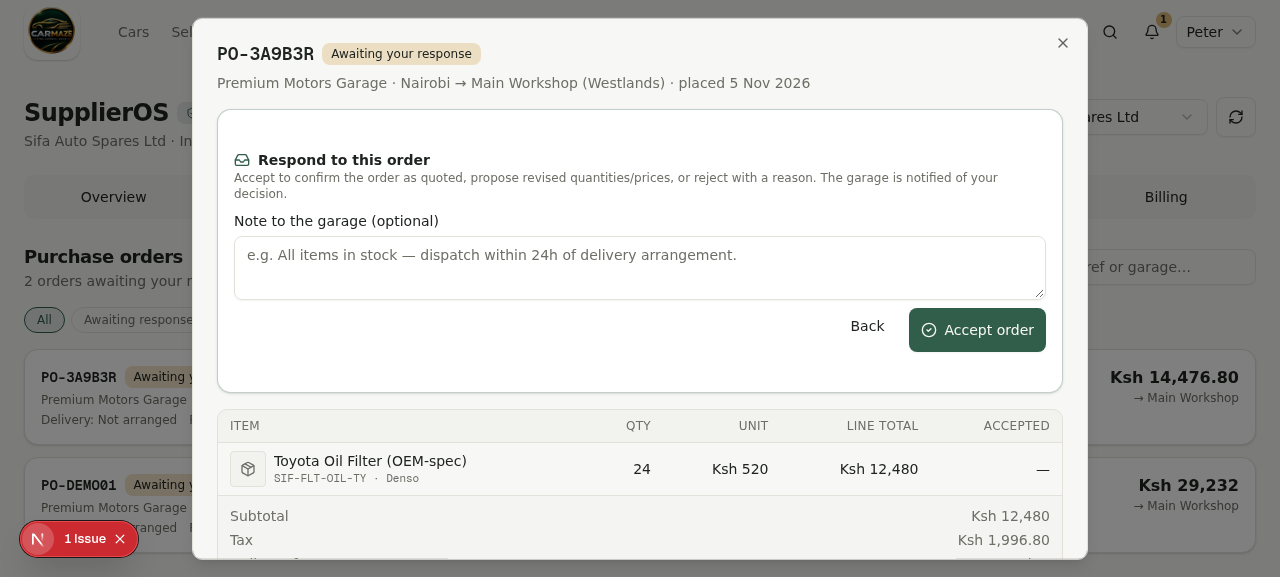 CARMAZE
Cars
Sel
1
Peter
SupplierOS
Sifa Auto Spares Ltd · In
ares Ltd
Overview
Billing
Purchase orders
2 orders awaiting your r
ref or garage...
All
Awaiting response
PO-3A9B3R
Awaiting y
Premium Motors Garage
Delivery: Not arranged
Ksh 14,476.80
→ Main Workshop
PO-DEMO01
Awaiting y
Premium Motors Garage
arranged
Ksh 29,232
→ Main Workshop
N
1 Issue
PO-3A9B3R
Awaiting your response
Premium Motors Garage · Nairobi → Main Workshop (Westlands) · placed 5 Nov 2026
Respond to this order
Accept to confirm the order as quoted, propose revised quantities/prices, or reject with a reason. The garage is notified of your
decision.
Note to the garage (optional)
e.g. All items in stock — dispatch within 24h of delivery arrangement.
Back
Accept order
ITEM QTY UNIT LINE TOTAL ACCEPTED
Toyota Oil Filter (OEM-spec) 24 Ksh 520 Ksh 12,480 —
SIF-FLT-OIL-TY · Denso
Subtotal Ksh 12,480
Tax Ksh 1,996.80